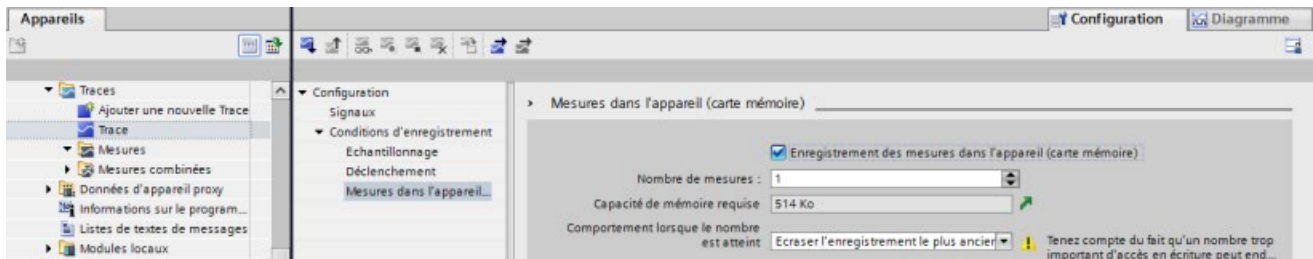 Appareils
Configuration
Diagramme
Traces
Ajouter une nouvelle Trace
Trace
Mesures
Mesures combinées
Données d'appareil proxy
Informations sur le program...
Listes de textes de messages
Modules locaux
Configuration
Signaux
Conditions d'enregistrement
Echantillonnage
Déclenchement
Mesures dans l'appareil...
Mesures dans l'appareil (carte mémoire)
Enregistrement des mesures dans l'appareil (carte mémoire)
Nombre de mesures : 1
Capacité de mémoire requise 514 Ko
Comportement lorsque le nombre
est atteint Ecraser l'enregistrement le plus ancien
Tenez compte du fait qu'un nombre trop
important d'accès en écriture peut end...